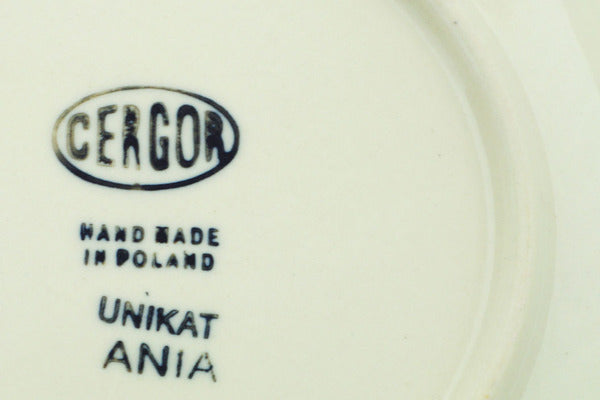 CERGOR
HAND MADE
IN POLAND
UNIKAT
ANIA